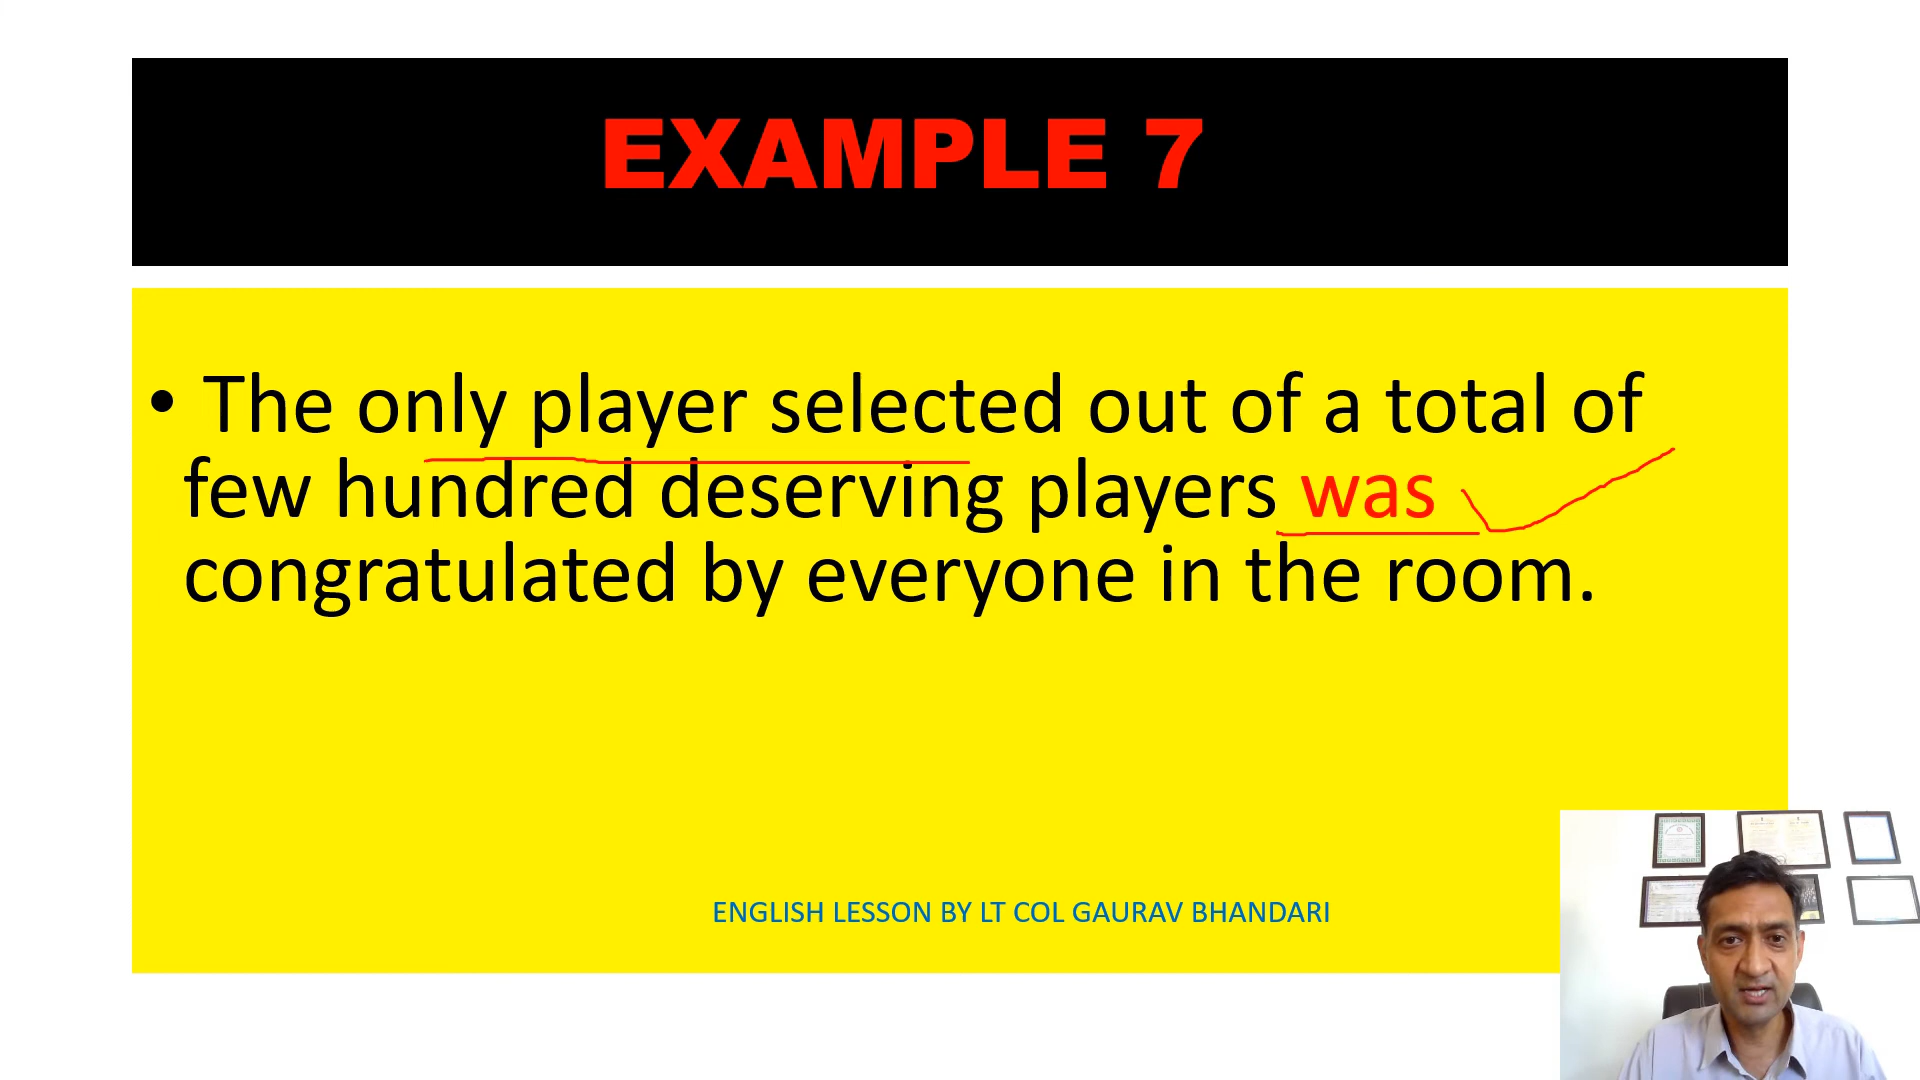 EXAMPLE 7
• The only player selected out of a total of
few hundred deserving players was
congratulated by everyone in the room.
ENGLISH LESSON BY LT COL GAURAV BHANDARI